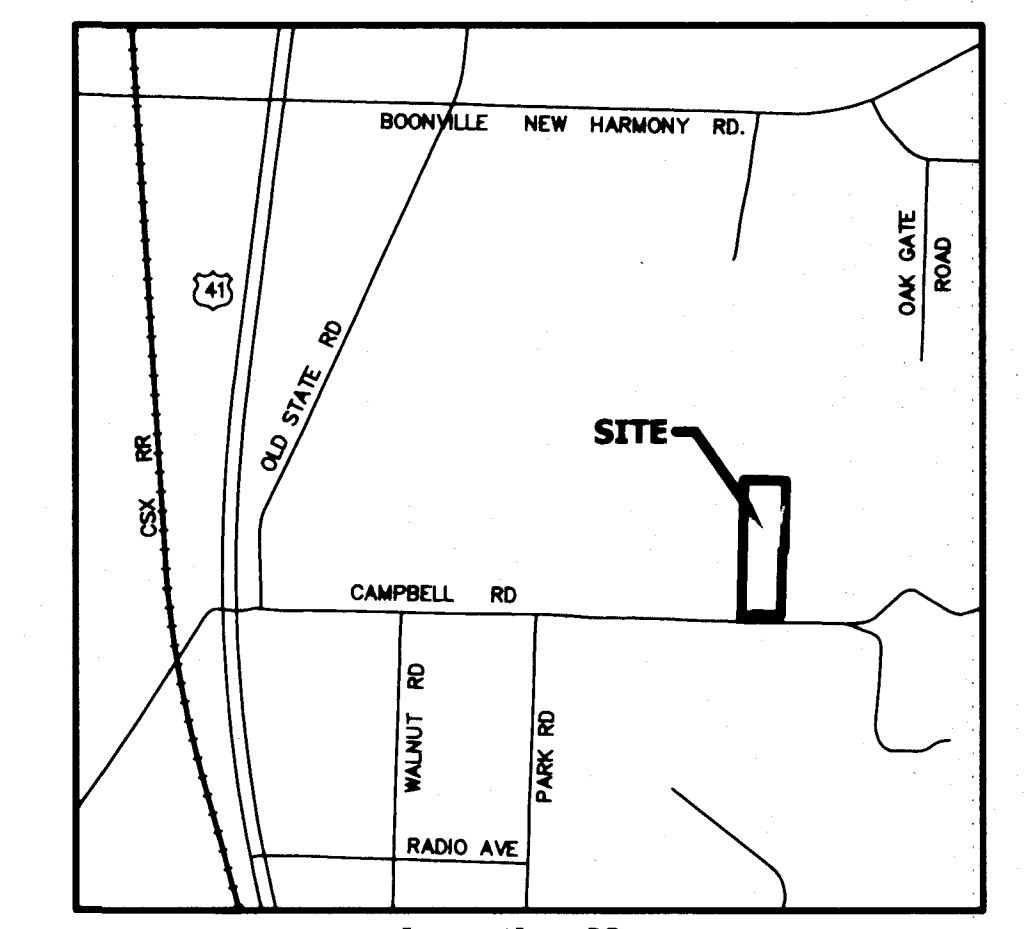 BOONVILLE NEW HARMONY RD.
OAK GATE
ROAD
41
OLD STATE RD
SITE
CSX RR
CAMPBELL RD
WALNUT RD
PARK RD
RADIO AVE